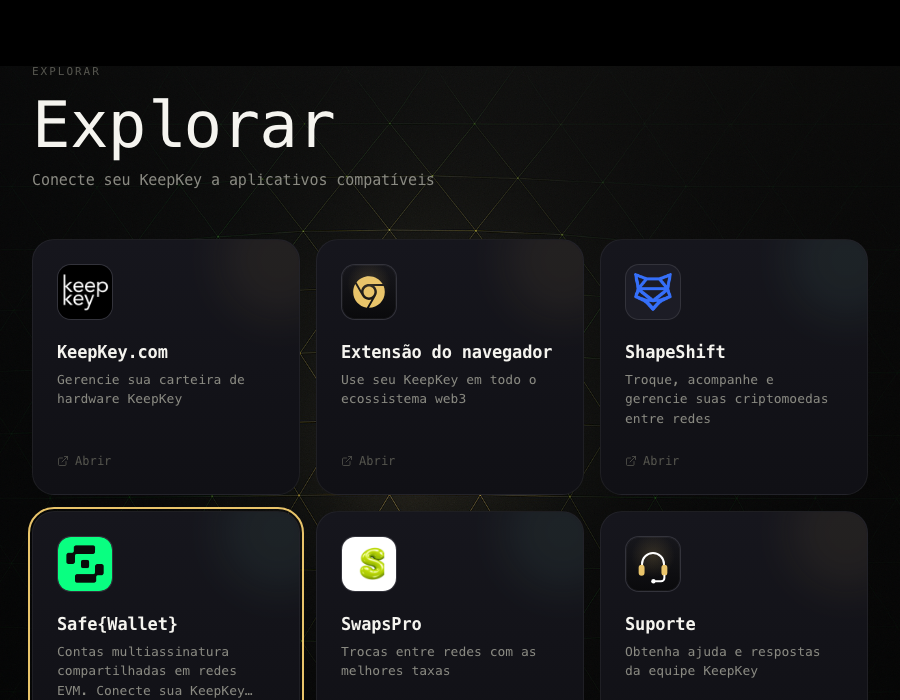 EXPLORAR
Explorar
Conecte seu KeepKey a aplicativos compatíveis
keep
key
KeepKey.com
Gerencie sua carteira de
hardware KeepKey
Abrir
Extensão do navegador
Use seu KeepKey em todo o
ecossistema web3
Abrir
ShapeShift
Troque, acompanhe e
gerencie suas criptomoedas
entre redes
Abrir
Safe{Wallet}
Contas multiassinatura
compartilhadas em redes
EVM. Conecte sua KeepKey…
S
SwapsPro
Trocas entre redes com as
melhores taxas
Suporte
Obtenha ajuda e respostas
da equipe KeepKey